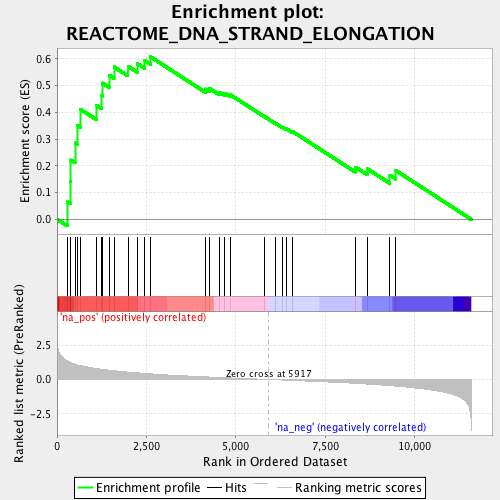 Enrichment plot:
REACTOME_DNA_STRAND_ELONGATION
Enrichment score (ES)
0.6
0.5
0.4
0.3
0.2
0.1
0.0
'na_pos' (positively correlated)
Ranked list metric (PreRanked)
2.5
0.0
-2.5
Zero cross at 5917
'na_neg' (negatively correlated)
0 2,500 5,000 7,500 10,000
Rank in Ordered Dataset
Enrichment profile Hits Ranking metric scores